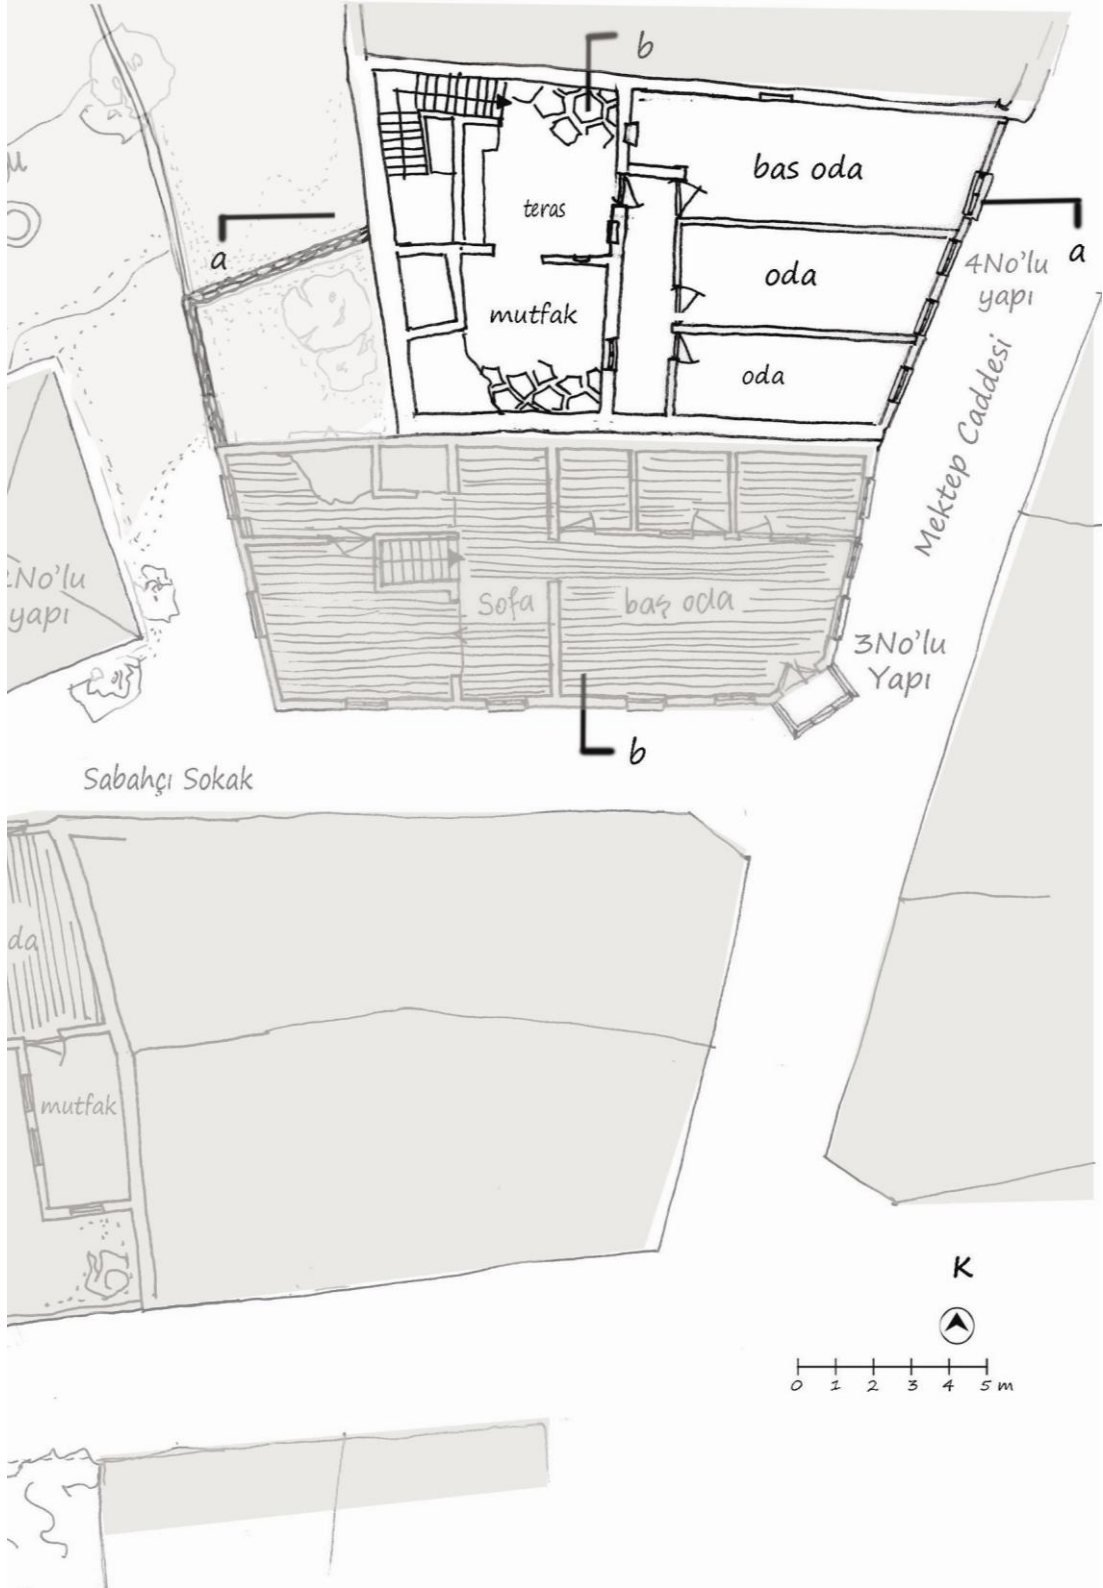 b
bas oda
teras
a
a
oda
4No'lu
yapı
mutfak
oda
Mektep Caddesi
No'lu
yapı
Sofa
baş oda
3No'lu
Yapı
b
Sabahçı Sokak
da
mutfak
K
0 1 2 3 4 5 m